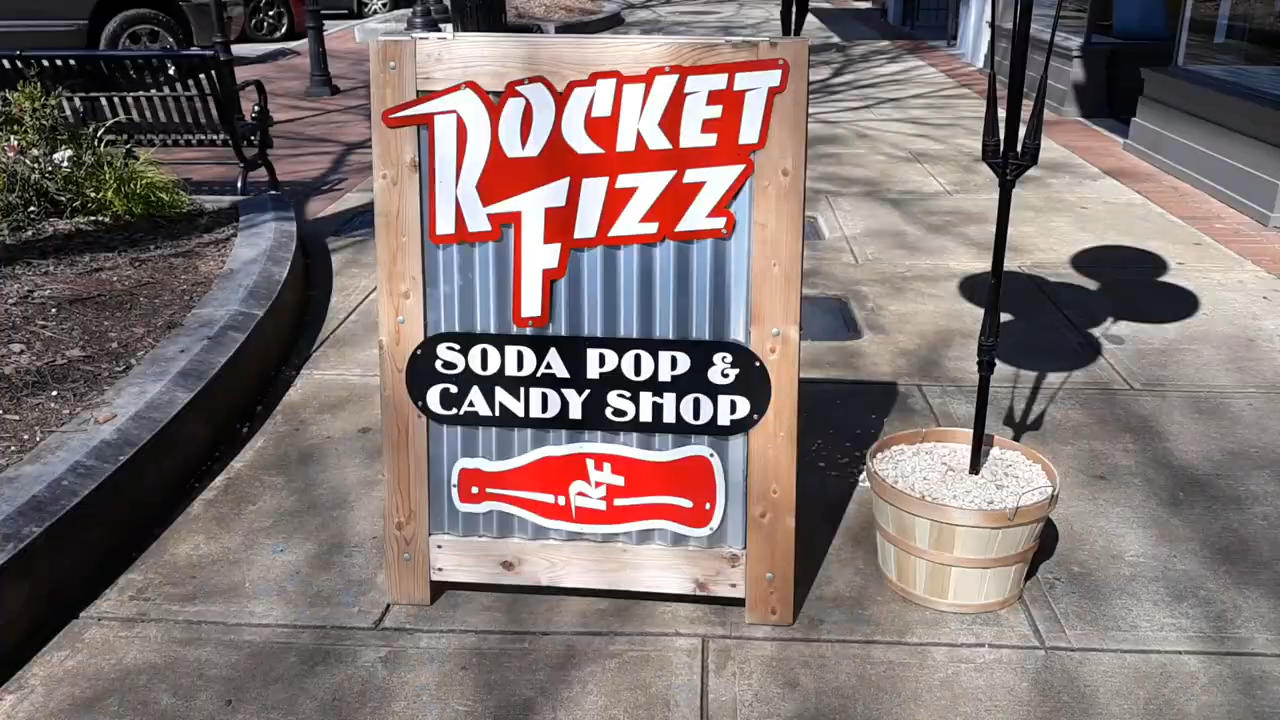 ROCKET
FIZZ
SODA POP &
CANDY SHOP
RF